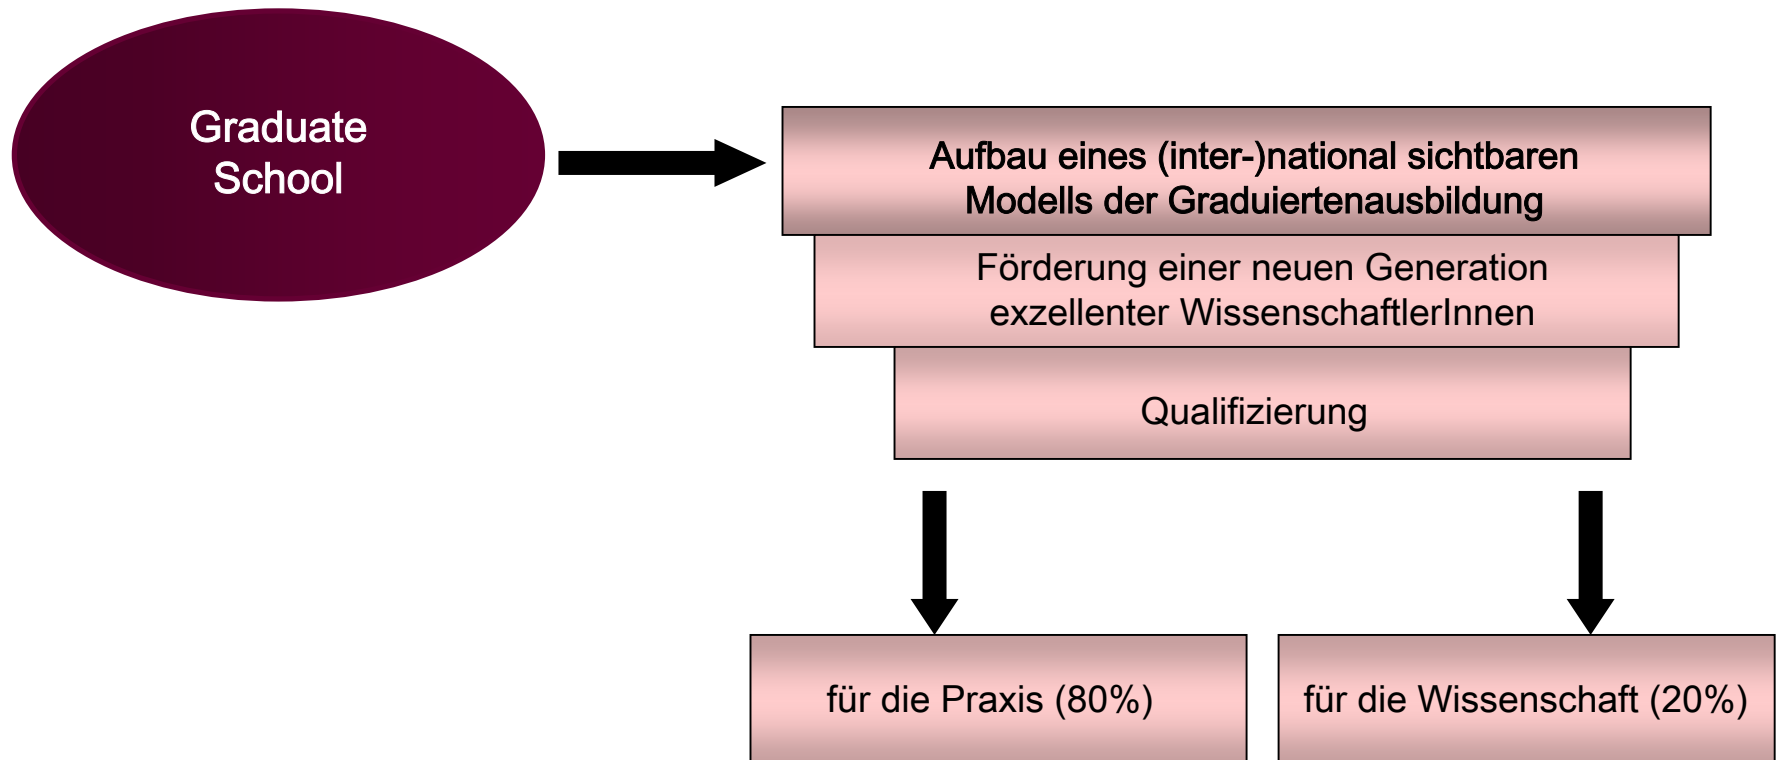 Graduate
School
Aufbau eines (inter-)national sichtbaren
Modells der Graduiertenausbildung
Förderung einer neuen Generation
exzellenter WissenschaftlerInnen
Qualifizierung
für die Praxis (80%)
für die Wissenschaft (20%)